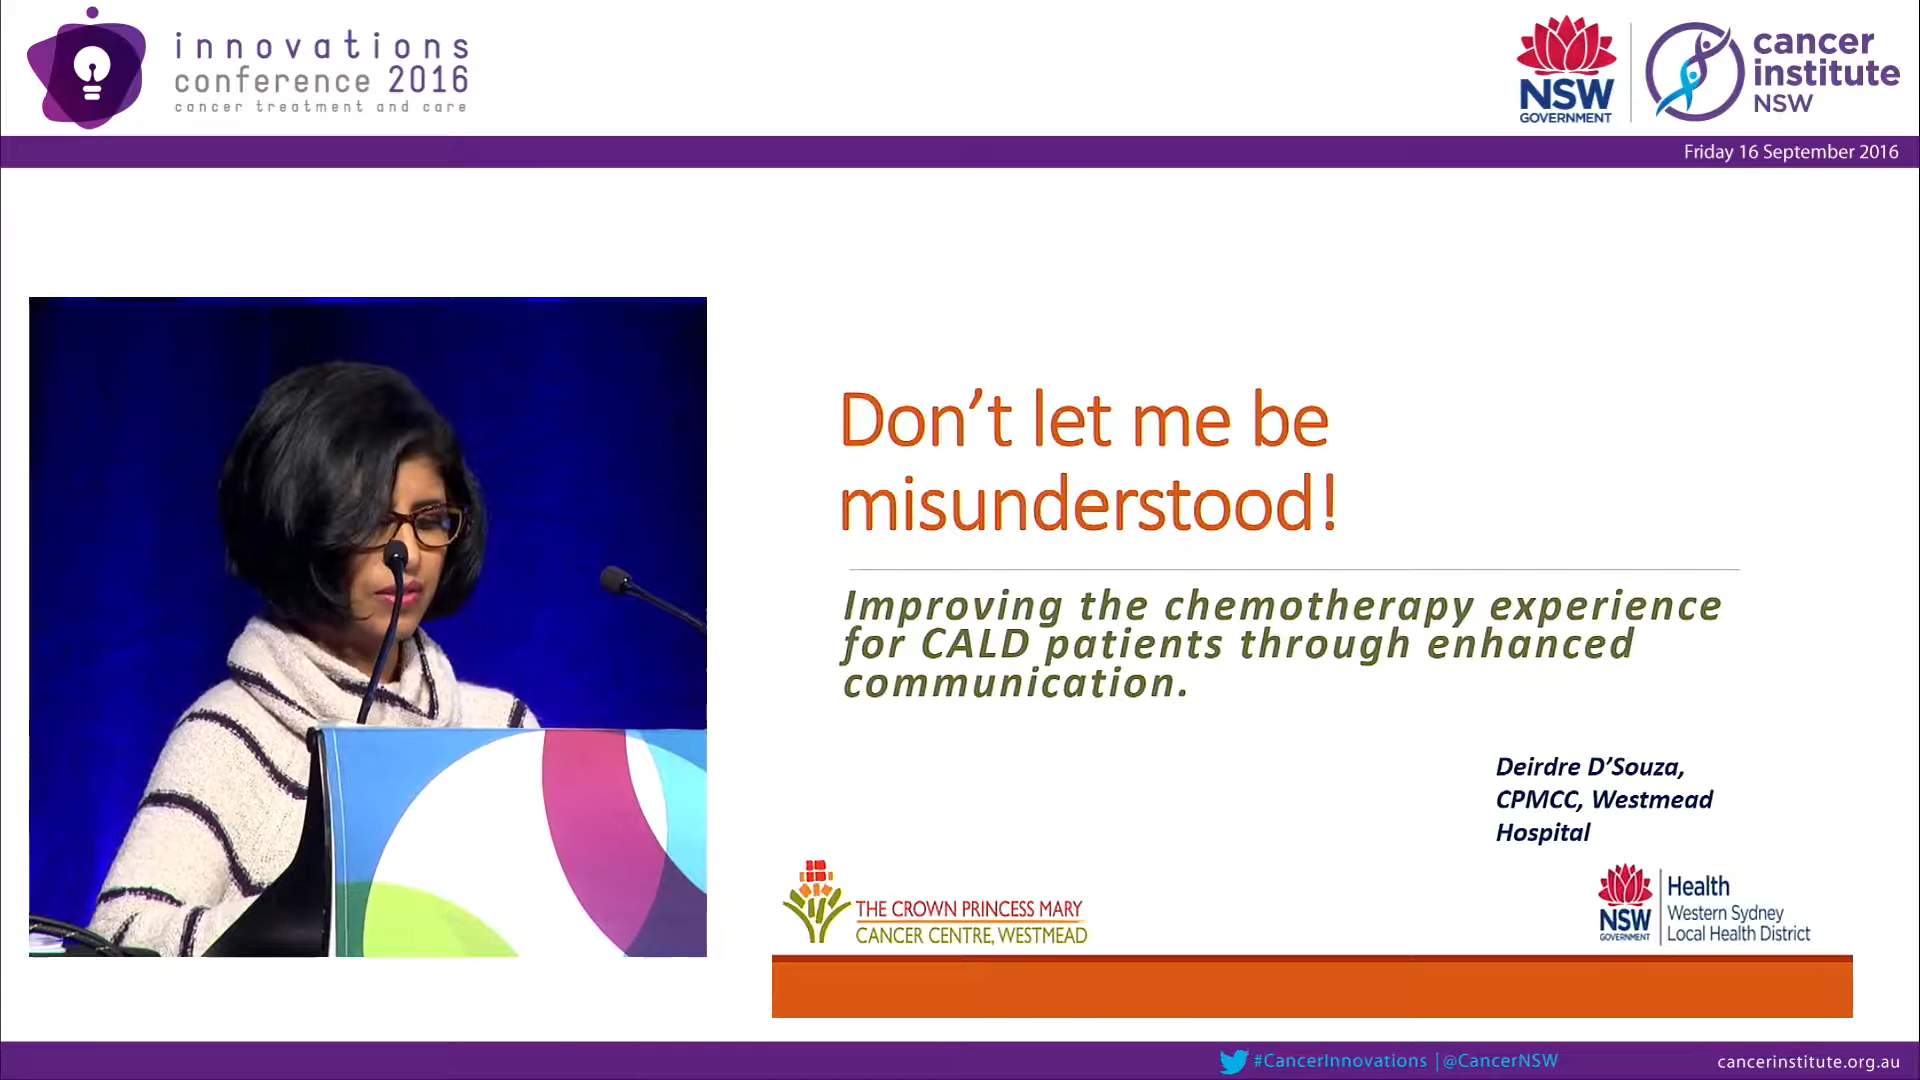 innovations
conference 2016
cancer treatment and care
NSW
GOVERNMENT
cancer
institute
NSW
Friday 16 September 2016
Don’t let me be
misunderstood!
Improving the chemotherapy experience
for CALD patients through enhanced
communication.
Deirdre D’Souza,
CPMCC, Westmead
Hospital
THE CROWN PRINCESS MARY
CANCER CENTRE, WESTMEAD
NSW
GOVERNMENT
Health
Western Sydney
Local Health District
#CancerInnovations | @CancerNSW
cancerinstitute.org.au